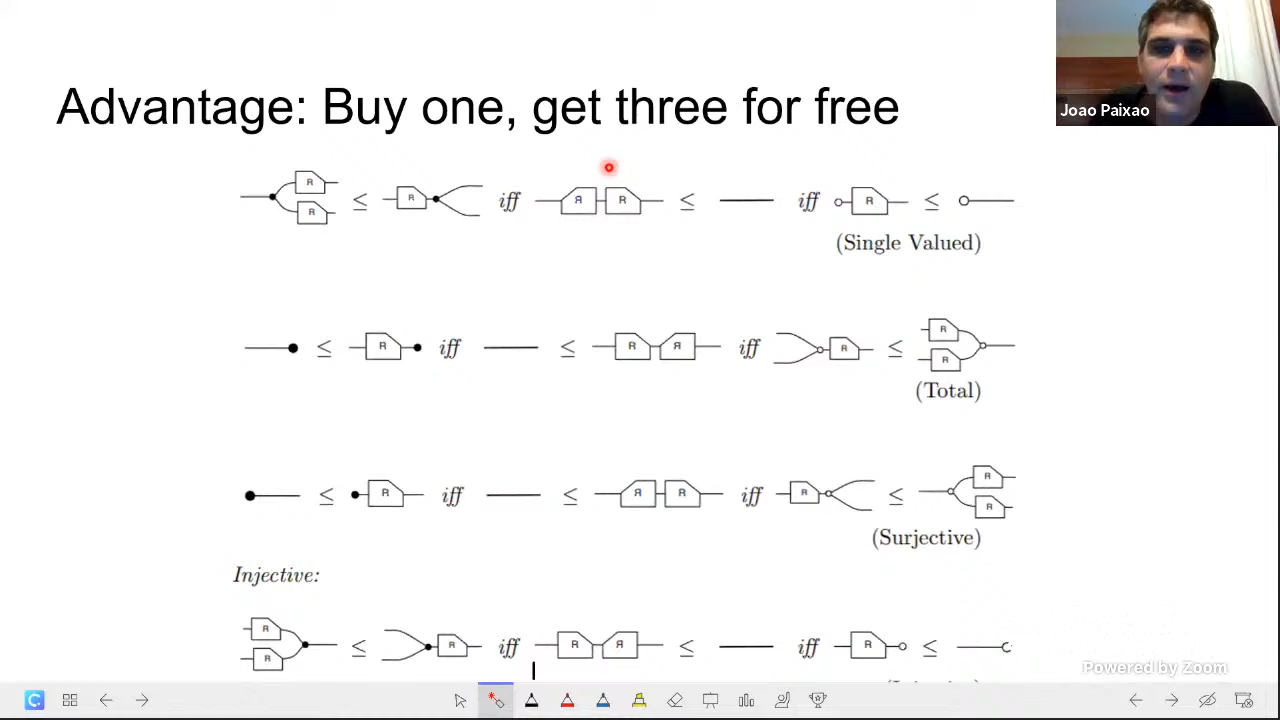 Joao Paixao
Advantage: Buy one, get three for free
R R ≤ R iff Я R ≤ iff R ≤
(Single Valued)
≤ R iff ≤ R Я iff R ≤ R R
(Total)
≤ R iff ≤ Я R iff R ≤ R R
(Surjective)
Injective:
R R ≤ R iff R Я ≤ iff R ≤
Powered by Zoom